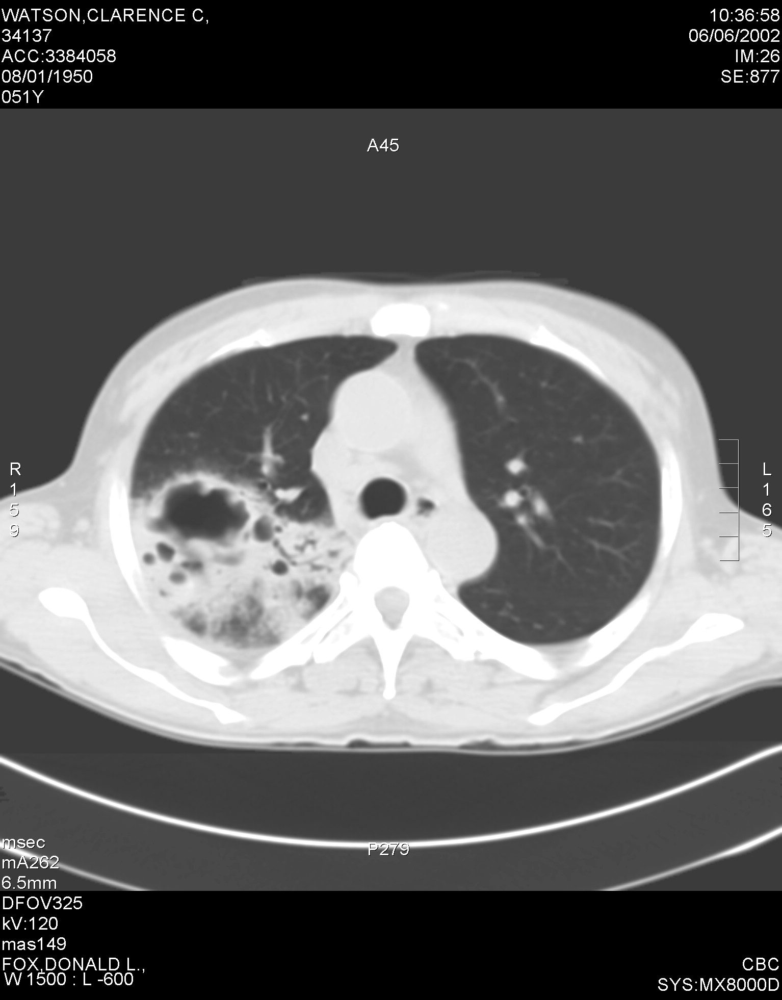 WATSON,CLARENCE C,
34137
ACC:3384058
08/01/1950
051Y
10:36:58
06/06/2002
IM:26
SE:877
A45
R
1
5
9
L
1
6
5
P279
msec
mA262
6.5mm
DFOV325
kV:120
mas149
FOX,DONALD L.,
W 1500 : L -600
CBC
SYS:MX8000D